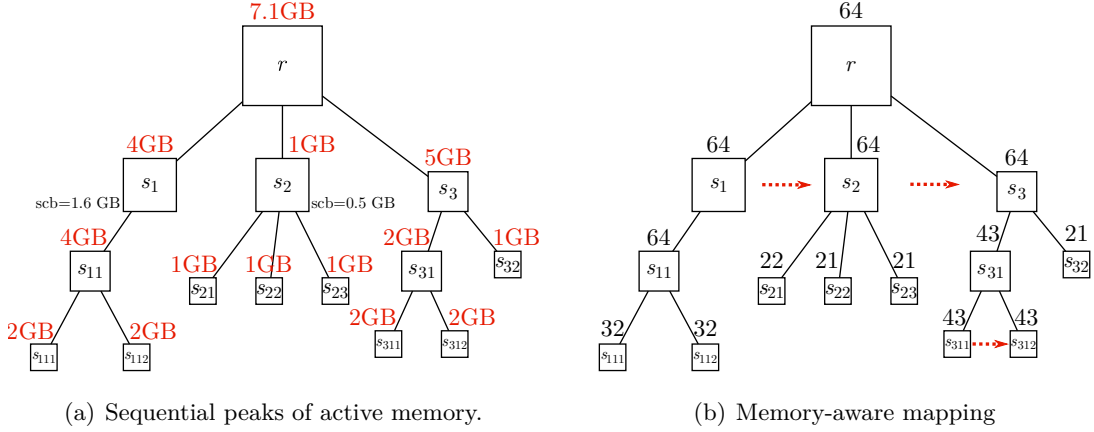 7.1GB
r
4GB
1GB
5GB
s1
s2
s3
scb=1.6 GB
scb=0.5 GB
4GB
2GB
1GB
s11
1GB
1GB
1GB
s31
s32
s21
s22
s23
2GB
2GB
2GB
2GB
s111
s112
s311
s312
(a) Sequential peaks of active memory.
64
r
64
64
64
s1
s2
s3
64
43
21
s11
22
21
21
s31
s32
s21
s22
s23
32
32
43
43
s111
s112
s311
s312
(b) Memory-aware mapping